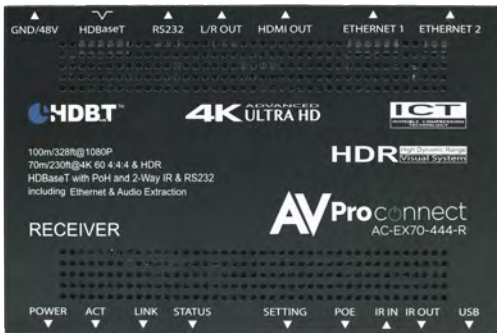 GND/48V HDBaseT RS232 L/R OUT HDMI OUT ETHERNET 1 ETHERNET 2
HDBT™
4K ADVANCED ULTRA HD
ICT
INVISIBLE COMPRESSION TECHNOLOGY
100m/328ft@1080P
70m/230ft@4K 60 4:4:4 & HDR
HDBaseT with PoH and 2-Way IR & RS232
including Ethernet & Audio Extraction
HDR High Dynamic Range Visual System
RECEIVER
AVProconnect
AC-EX70-444-R
POWER ACT LINK STATUS SETTING POE IR IN IR OUT USB